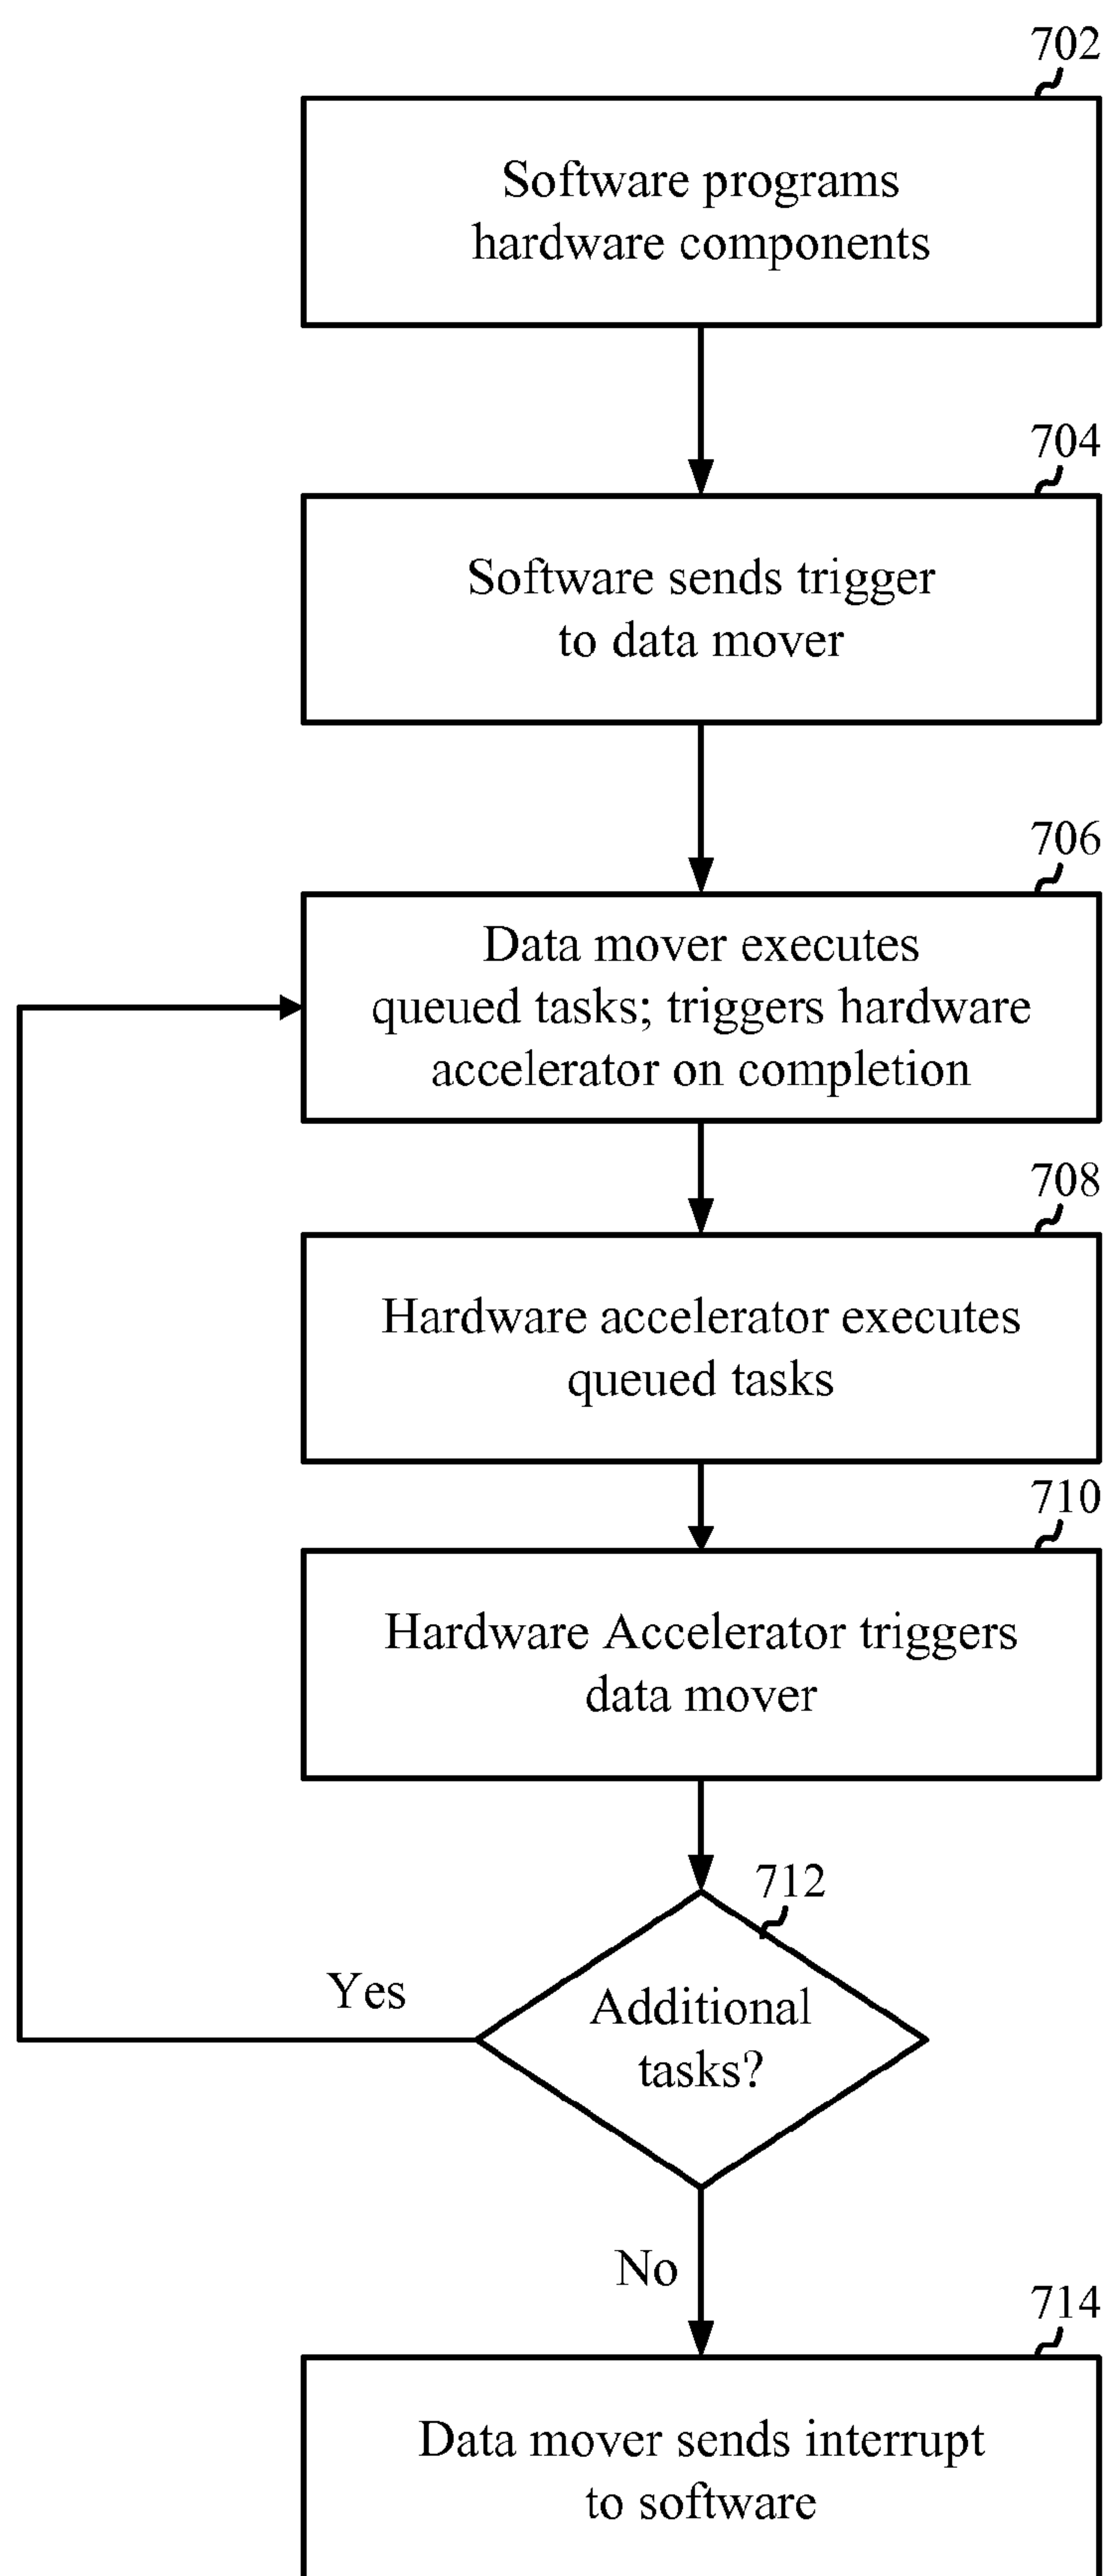 702
Software programs
hardware components
704
Software sends trigger
to data mover
706
Data mover executes
queued tasks; triggers hardware
accelerator on completion
708
Hardware accelerator executes
queued tasks
710
Hardware Accelerator triggers
data mover
712
Yes
Additional
tasks?
No
714
Data mover sends interrupt
to software